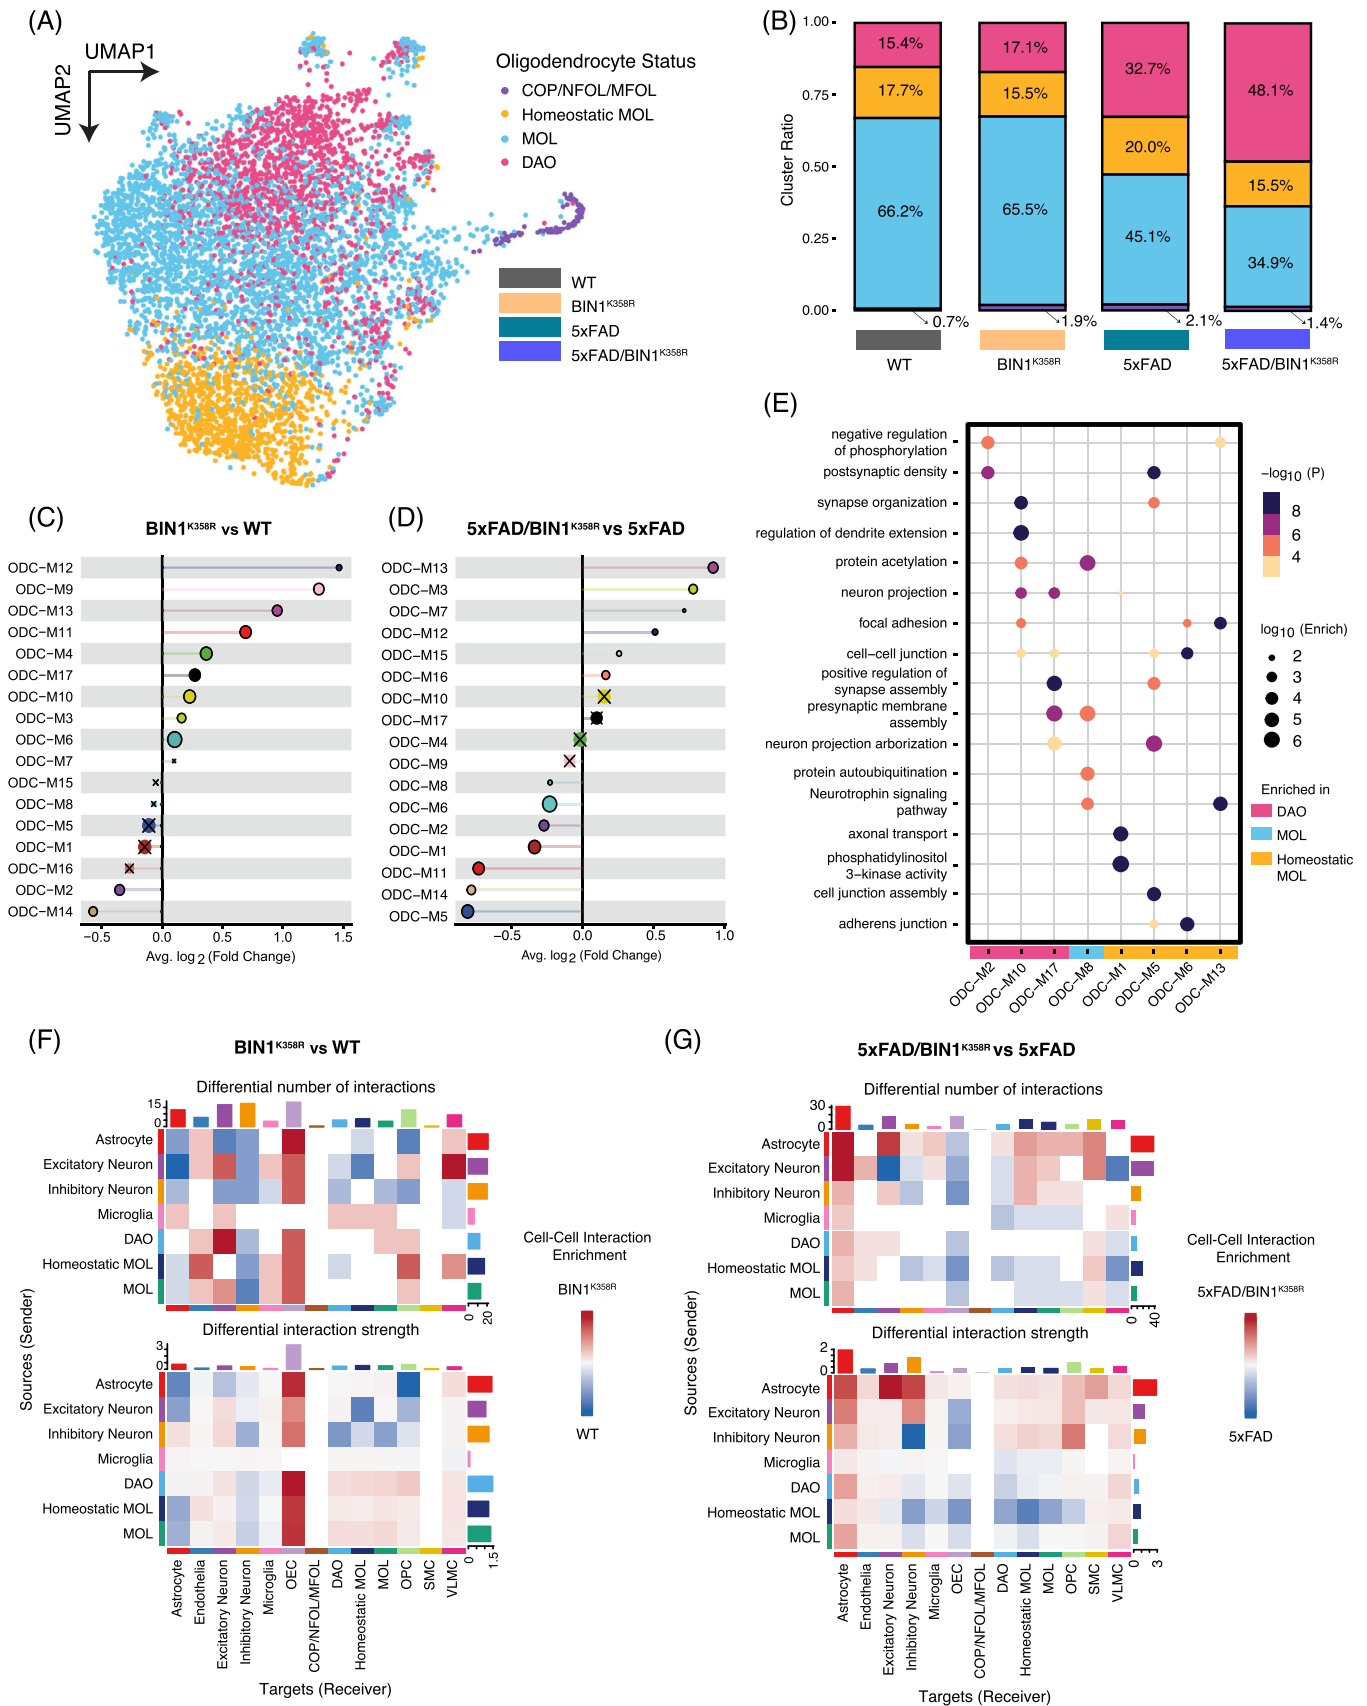 (A)
UMAP1
UMAP2
Oligodendrocyte Status
COP/NFOL/MFOL
Homeostatic MOL
MOL
DAO
WT
BIN1K358R
5xFAD
5xFAD/BIN1K358R
(B)
Cluster Ratio
1.00
0.75
0.50
0.25
0.00
15.4%
17.7%
66.2%
0.7%
WT
17.1%
15.5%
65.5%
1.9%
BIN1K358R
32.7%
20.0%
45.1%
2.1%
5xFAD
48.1%
15.5%
34.9%
1.4%
5xFAD/BIN1K358R
(C)
BIN1K358R vs WT
ODC−M12
ODC−M9
ODC−M13
ODC−M11
ODC−M4
ODC−M17
ODC−M10
ODC−M3
ODC−M6
ODC−M7
ODC−M15
ODC−M8
ODC−M5
ODC−M1
ODC−M16
ODC−M2
ODC−M14
−0.5 0.0 0.5 1.0 1.5
Avg. log2 (Fold Change)
(D)
5xFAD/BIN1K358R vs 5xFAD
ODC−M13
ODC−M3
ODC−M7
ODC−M12
ODC−M15
ODC−M16
ODC−M10
ODC−M17
ODC−M4
ODC−M9
ODC−M8
ODC−M6
ODC−M2
ODC−M1
ODC−M11
ODC−M14
ODC−M5
−0.5 0.0 0.5 1.0
Avg. log2 (Fold Change)
(E)
negative regulation
of phosphorylation
postsynaptic density
synapse organization
regulation of dendrite extension
protein acetylation
neuron projection
focal adhesion
cell−cell junction
positive regulation of
synapse assembly
presynaptic membrane
assembly
neuron projection arborization
protein autoubiquitination
Neurotrophin signaling
pathway
axonal transport
phosphatidylinositol
3−kinase activity
cell junction assembly
adherens junction
ODC−M2
ODC−M10
ODC−M17
ODC−M8
ODC−M1
ODC−M5
ODC−M6
ODC−M13
−log10 (P)
8
6
4
log10 (Enrich)
2
3
4
5
6
Enriched in
DAO
MOL
Homeostatic
MOL
(F)
BIN1K358R vs WT
Differential number of interactions
15
0
Astrocyte
Excitatory Neuron
Inhibitory Neuron
Microglia
DAO
Homeostatic MOL
MOL
0 20
Differential interaction strength
3
0
Astrocyte
Excitatory Neuron
Inhibitory Neuron
Microglia
DAO
Homeostatic MOL
MOL
0 1.5
Sources (Sender)
Astrocyte
Endothelia
Excitatory Neuron
Inhibitory Neuron
Microglia
OEC
COP/NFOL/MFOL
DAO
Homeostatic MOL
MOL
OPC
SMC
VLMC
Targets (Receiver)
Cell-Cell Interaction
Enrichment
BIN1K358R
WT
(G)
5xFAD/BIN1K358R vs 5xFAD
Differential number of interactions
30
0
Astrocyte
Excitatory Neuron
Inhibitory Neuron
Microglia
DAO
Homeostatic MOL
MOL
0 40
Differential interaction strength
2
0
Astrocyte
Excitatory Neuron
Inhibitory Neuron
Microglia
DAO
Homeostatic MOL
MOL
0 3
Sources (Sender)
Astrocyte
Endothelia
Excitatory Neuron
Inhibitory Neuron
Microglia
OEC
COP/NFOL/MFOL
DAO
Homeostatic MOL
MOL
OPC
SMC
VLMC
Targets (Receiver)
Cell-Cell Interaction
Enrichment
5xFAD/BIN1K358R
5xFAD